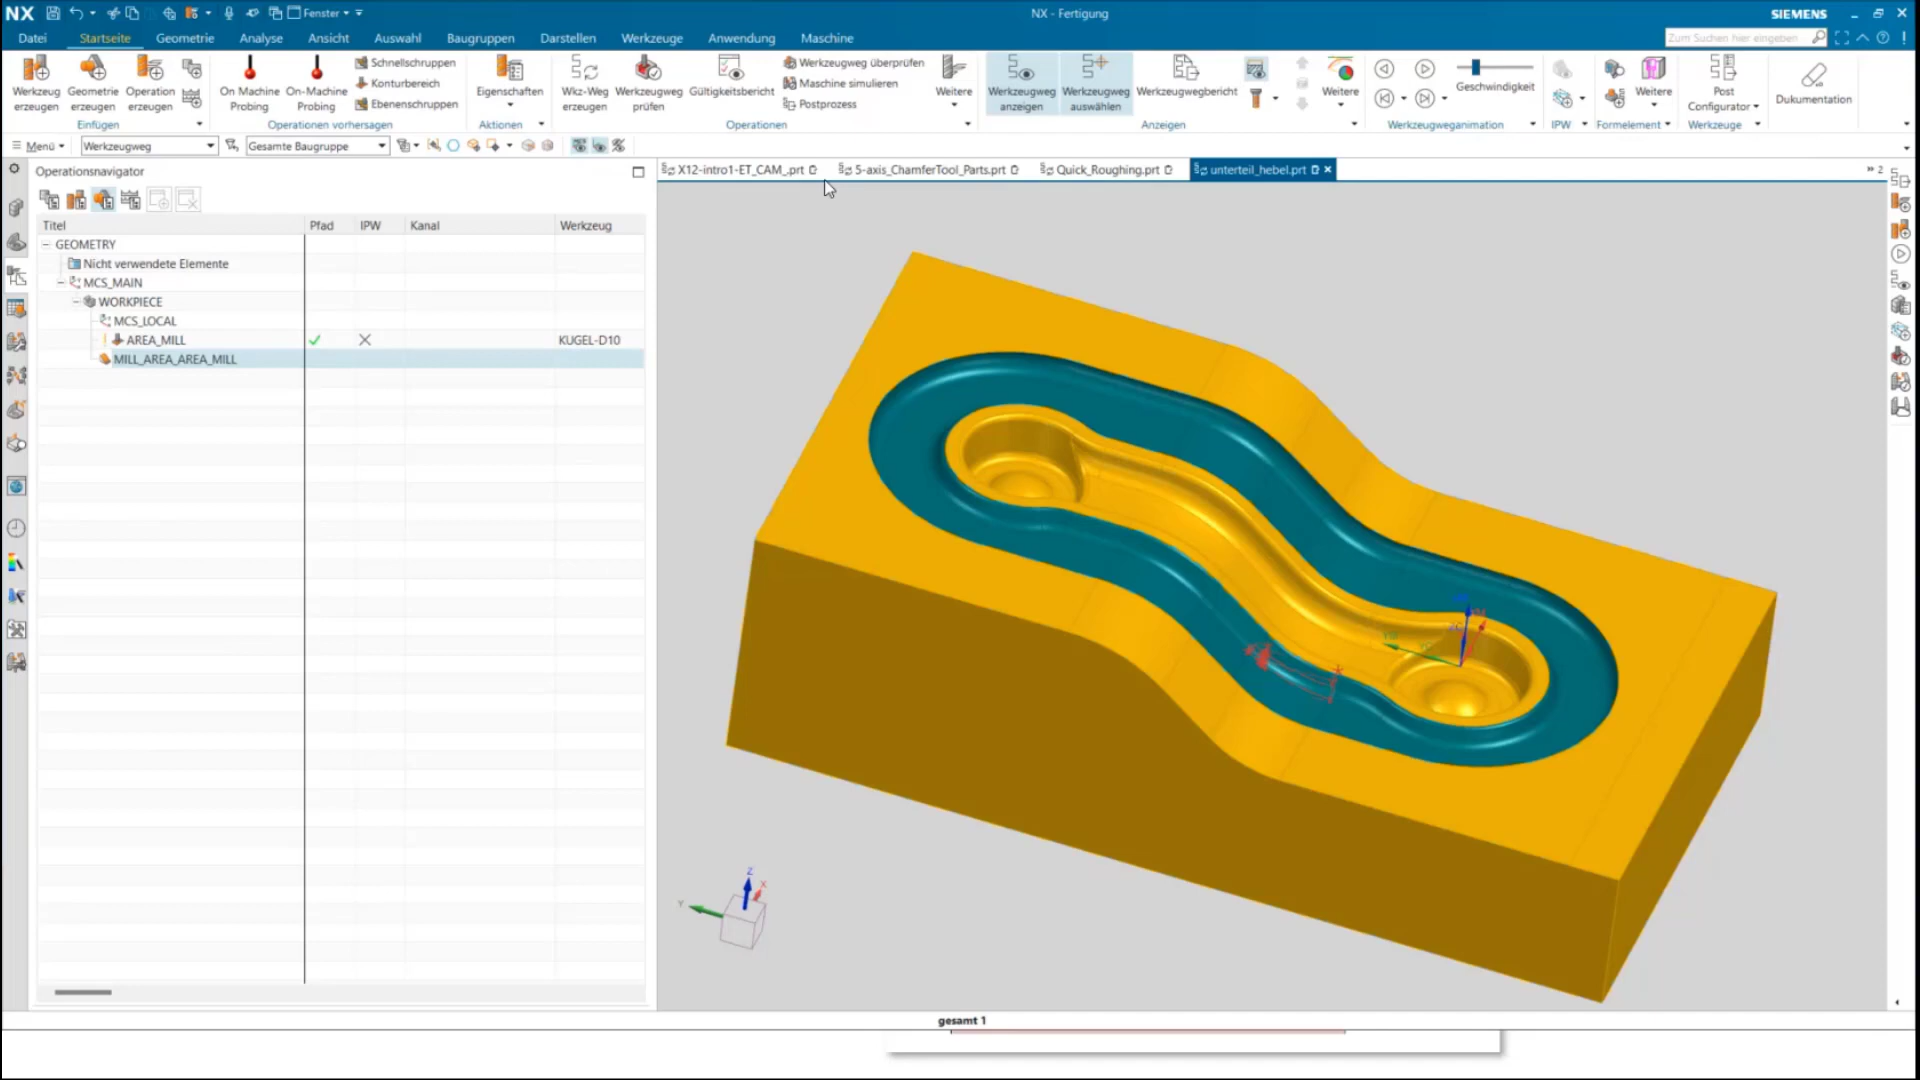 NX
Fenster
NX - Fertigung
SIEMENS
Datei
Startseite
Geometrie
Analyse
Ansicht
Auswahl
Baugruppen
Darstellen
Werkzeuge
Anwendung
Maschine
Zum Suchen hier eingeben
Werkzeug erzeugen
Geometrie erzeugen
Operation erzeugen
Einfügen
On Machine Probing
On-Machine Probing
Schnellschruppen
Konturbereich
Ebenenschruppen
Operationen vorhersagen
Eigenschaften
Aktionen
Wkz-Weg erzeugen
Werkzeugweg prüfen
Gültigkeitsbericht
Werkzeugweg überprüfen
Maschine simulieren
Postprozess
Weitere
Operationen
Werkzeugweg anzeigen
Werkzeugweg auswählen
Werkzeugwegbericht
Weitere
Anzeigen
Geschwindigkeit
Werkzeugweganimation
IPW
Weitere
Formelement
Post Configurator
Werkzeuge
Dokumentation
Menü
Werkzeugweg
Gesamte Baugruppe
Operationsnavigator
X12-intro1-ET_CAM_.prt
5-axis_ChamferTool_Parts.prt
Quick_Roughing.prt
unterteil_hebel.prt
2
Titel
Pfad
IPW
Kanal
Werkzeug
GEOMETRY
Nicht verwendete Elemente
MCS_MAIN
WORKPIECE
MCS_LOCAL
AREA_MILL
KUGEL-D10
MILL_AREA_AREA_MILL
Z
X
Y
gesamt 1